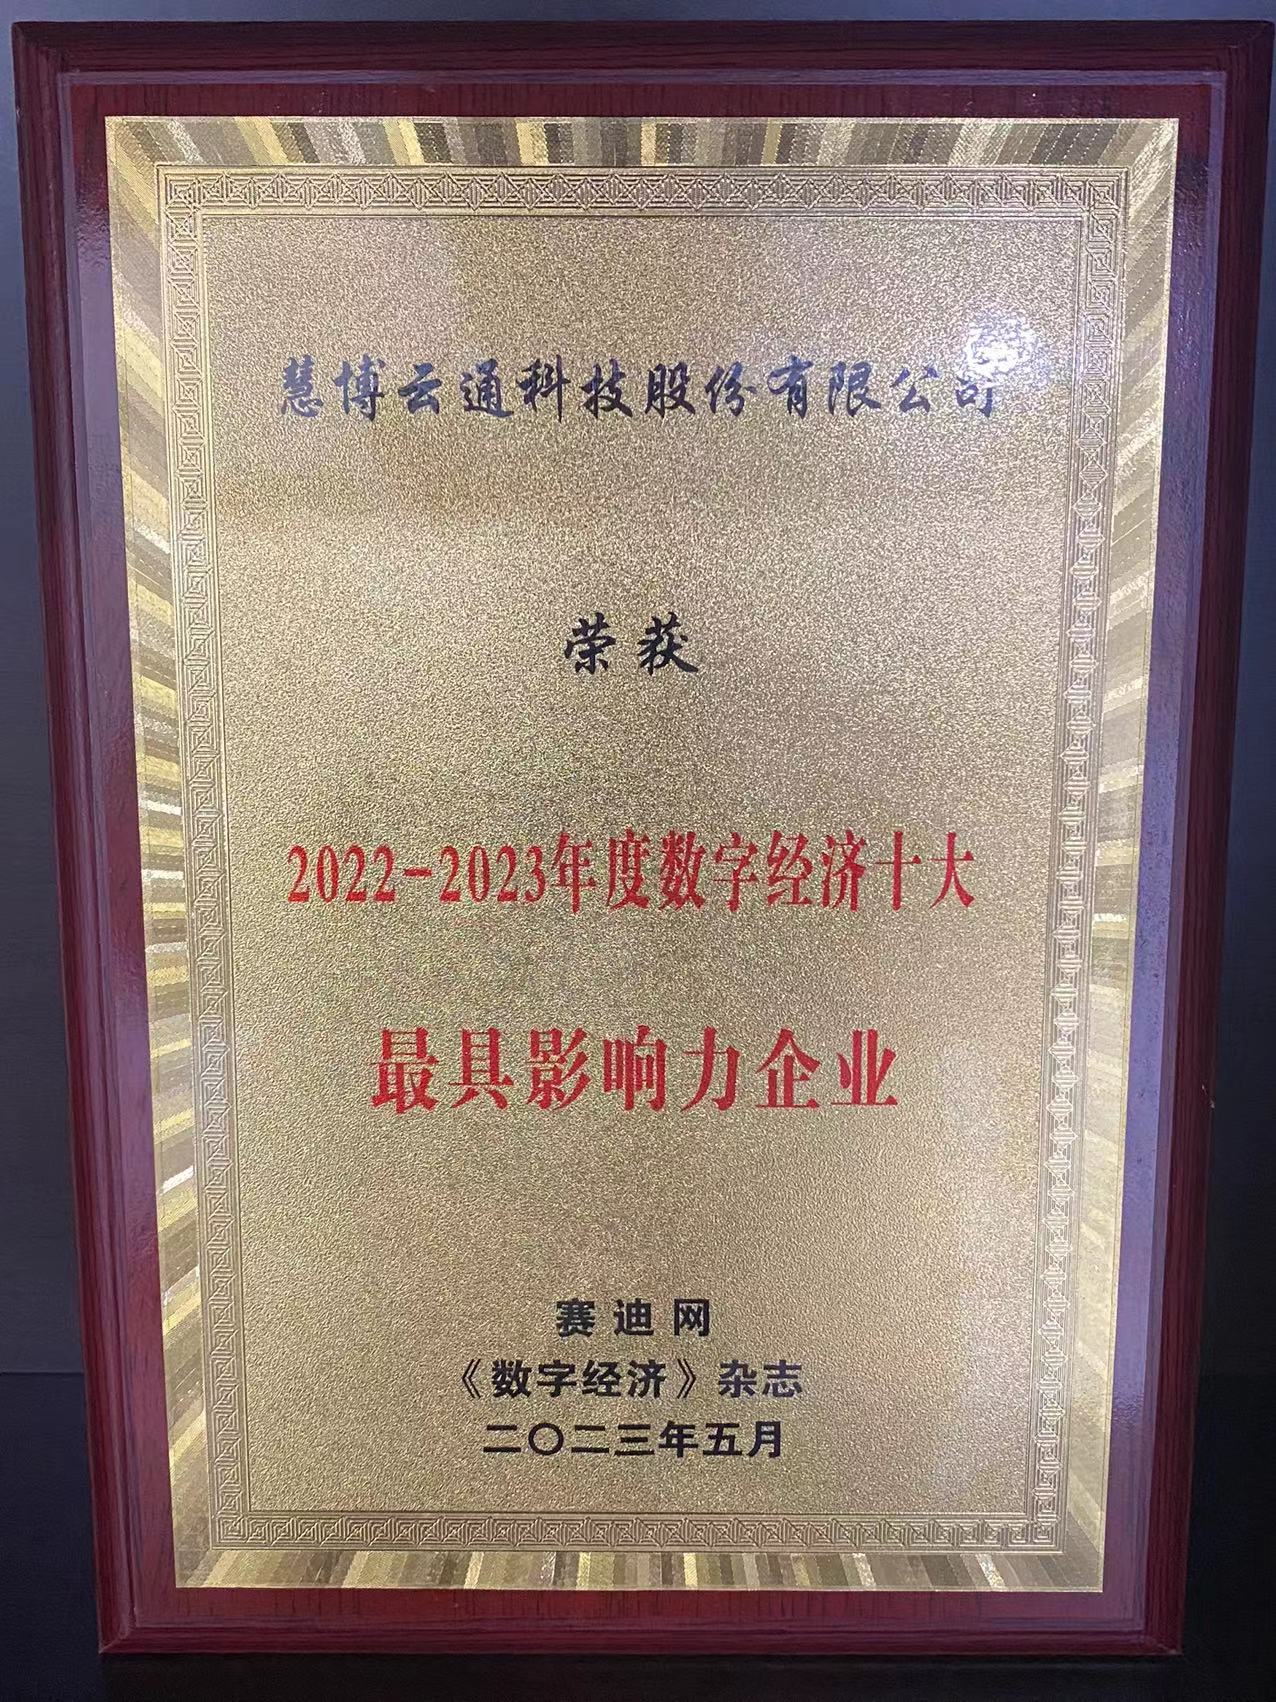 慧博云通科技股份有限公司
荣获
2022-2023年度数字经济十大
最具影响力企业
赛迪网
《数字经济》杂志
二〇二三年五月